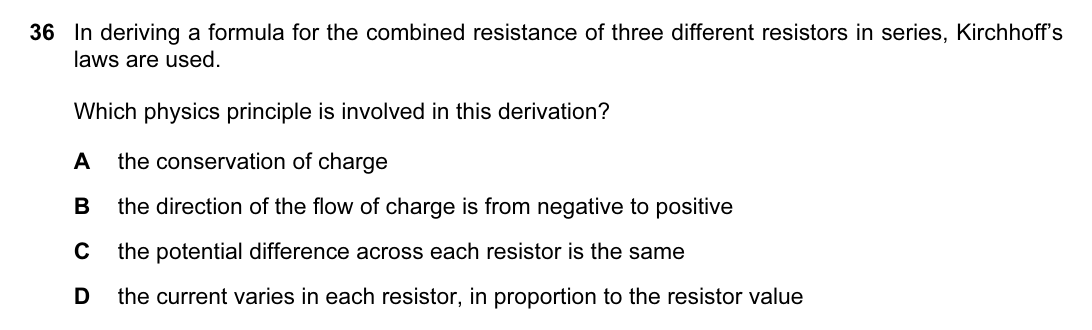 36 In deriving a formula for the combined resistance of three different resistors in series, Kirchhoff's
laws are used.
Which physics principle is involved in this derivation?
A the conservation of charge
B the direction of the flow of charge is from negative to positive
C the potential difference across each resistor is the same
D the current varies in each resistor, in proportion to the resistor value